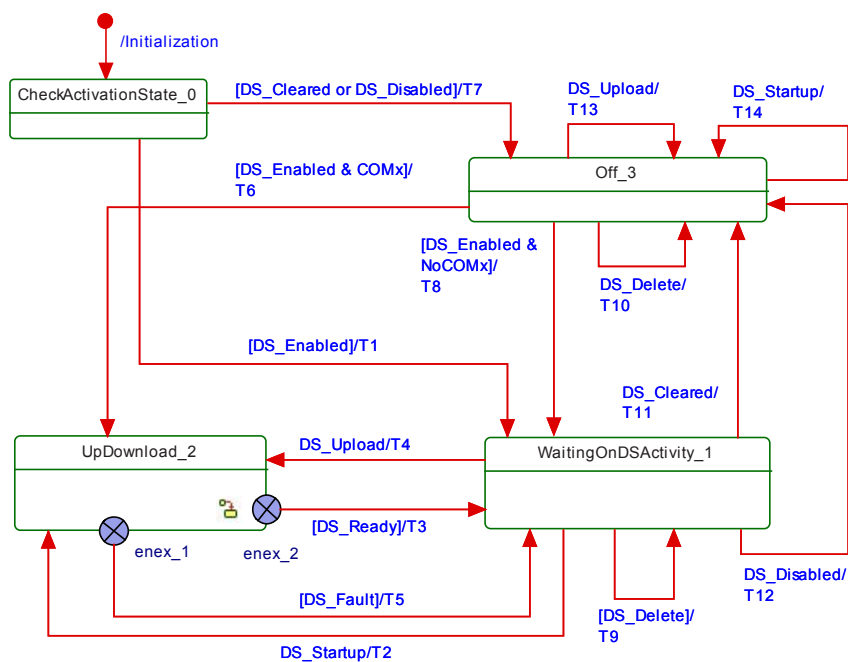 /Initialization
CheckActivationState_0
[DS_Cleared or DS_Disabled]/T7
DS_Upload/
T13
DS_Startup/
T14
[DS_Enabled & COMx]/
T6
Off_3
[DS_Enabled &
NoCOMx]/
T8
DS_Delete/
T10
[DS_Enabled]/T1
DS_Cleared/
T11
UpDownload_2
DS_Upload/T4
WaitingOnDSActivity_1
enex_1
enex_2
[DS_Ready]/T3
[DS_Fault]/T5
[DS_Delete]/
T9
DS_Disabled/
T12
DS_Startup/T2